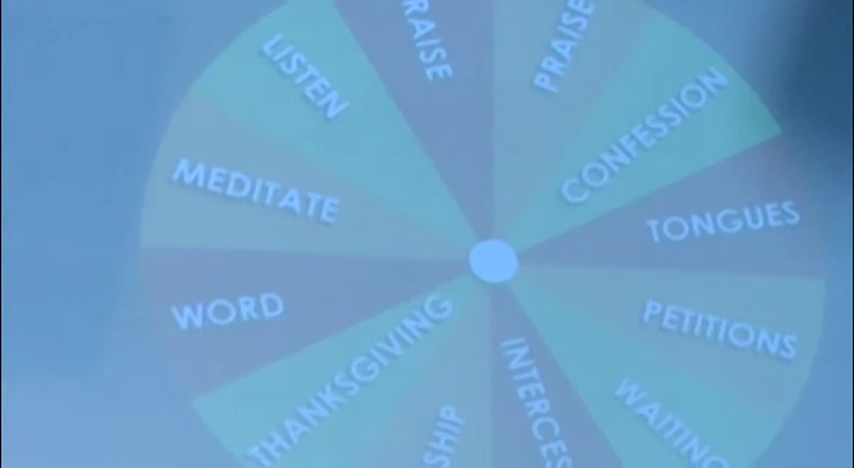 RAISE
PRAISE
CONFESSION
TONGUES
PETITIONS
WAITING
INTERCES
SHIP
THANKSGIVING
WORD
MEDITATE
LISTEN